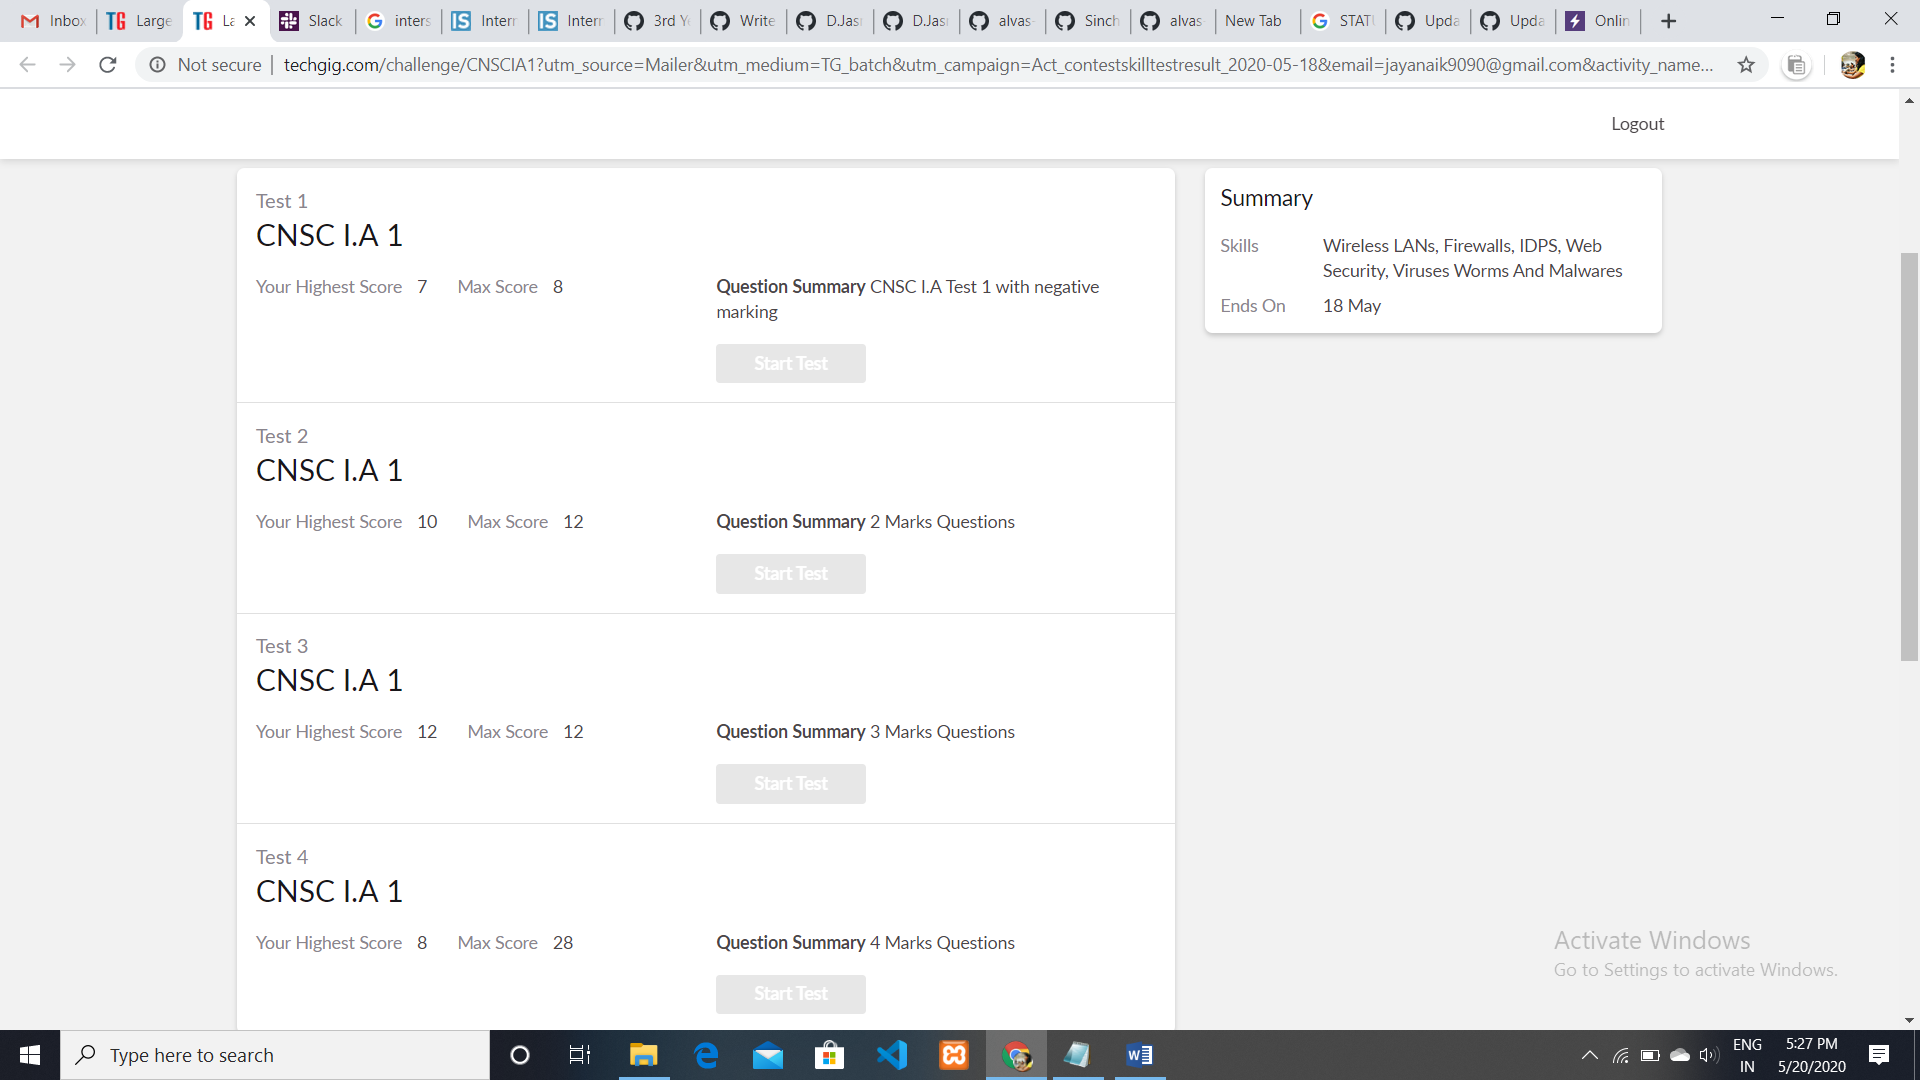 Inbox
Large
La
Slack
inters
Intern
Intern
3rd Ye
Write
D.Jasn
D.Jasn
alvas-
Sinch
alvas-
New Tab
STATU
Upda
Upda
Onlin
Not secure
techgig.com/challenge/CNSCIA1?utm_source=Mailer&utm_medium=TG_batch&utm_campaign=Act_contestskilltestresult_2020-05-18&email=jayanaik9090@gmail.com&activity_name...
Logout
Test 1
CNSC I.A 1
Your Highest Score 7 Max Score 8
Question Summary CNSC I.A Test 1 with negative
marking
Start Test
Test 2
CNSC I.A 1
Your Highest Score 10 Max Score 12
Question Summary 2 Marks Questions
Start Test
Test 3
CNSC I.A 1
Your Highest Score 12 Max Score 12
Question Summary 3 Marks Questions
Start Test
Test 4
CNSC I.A 1
Your Highest Score 8 Max Score 28
Question Summary 4 Marks Questions
Start Test
Summary
Skills Wireless LANs, Firewalls, IDPS, Web
Security, Viruses Worms And Malwares
Ends On 18 May
Activate Windows
Go to Settings to activate Windows.
Type here to search
ENG
IN
5:27 PM
5/20/2020